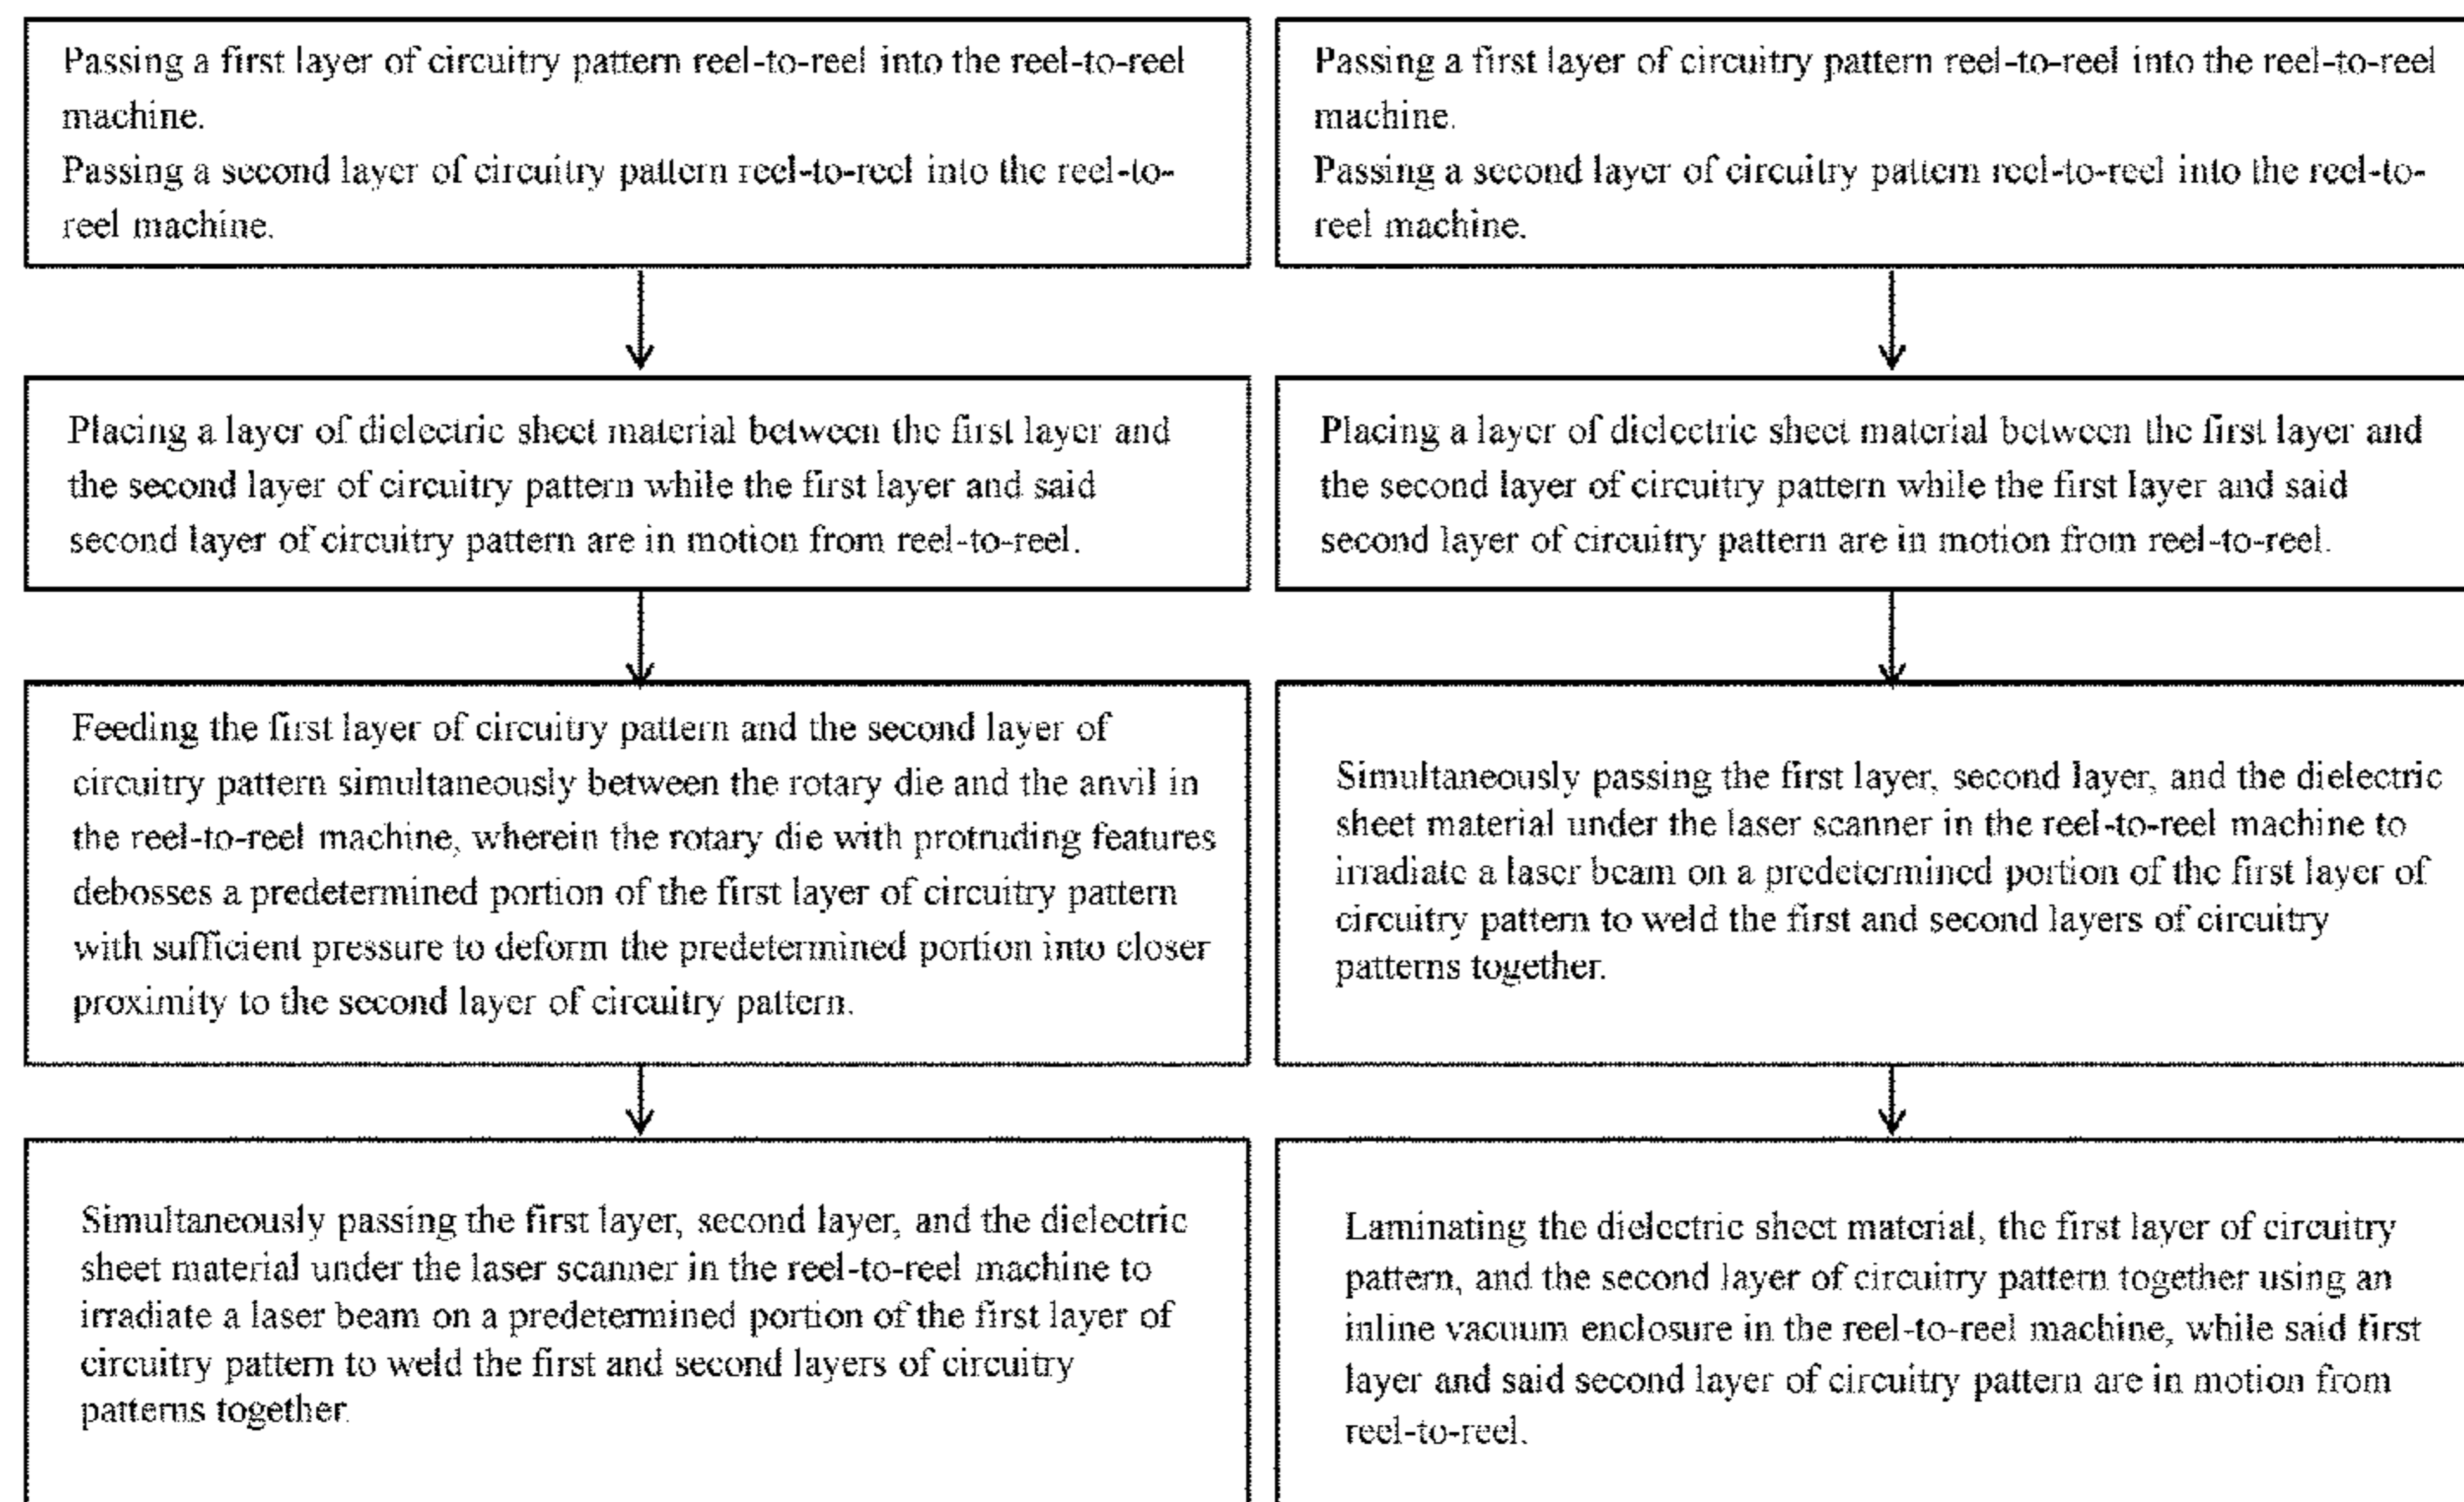 Passing a first layer of circuitry pattern reel-to-reel into the reel-to-reel
machine.
Passing a second layer of circuitry pattern reel-to-reel into the reel-to-
reel machine.
Placing a layer of dielectric sheet material between the first layer and
the second layer of circuitry pattern while the first layer and said
second layer of circuitry pattern are in motion from reel-to-reel.
Feeding the first layer of circuitry pattern and the second layer of
circuitry pattern simultaneously between the rotary die and the anvil in
the reel-to-reel machine, wherein the rotary die with protruding features
debosses a predetermined portion of the first layer of circuitry pattern
with sufficient pressure to deform the predetermined portion into closer
proximity to the second layer of circuitry pattern.
Simultaneously passing the first layer, second layer, and the dielectric
sheet material under the laser scanner in the reel-to-reel machine to
irradiate a laser beam on a predetermined portion of the first layer of
circuitry pattern to weld the first and second layers of circuitry
patterns together.
Passing a first layer of circuitry pattern reel-to-reel into the reel-to-reel
machine.
Passing a second layer of circuitry pattern reel-to-reel into the reel-to-
reel machine.
Placing a layer of dielectric sheet material between the first layer and
the second layer of circuitry pattern while the first layer and said
second layer of circuitry pattern are in motion from reel-to-reel.
Simultaneously passing the first layer, second layer, and the dielectric
sheet material under the laser scanner in the reel-to-reel machine to
irradiate a laser beam on a predetermined portion of the first layer of
circuitry pattern to weld the first and second layers of circuitry
patterns together.
Laminating the dielectric sheet material, the first layer of circuitry
pattern, and the second layer of circuitry pattern together using an
inline vacuum enclosure in the reel-to-reel machine, while said first
layer and said second layer of circuitry pattern are in motion from
reel-to-reel.